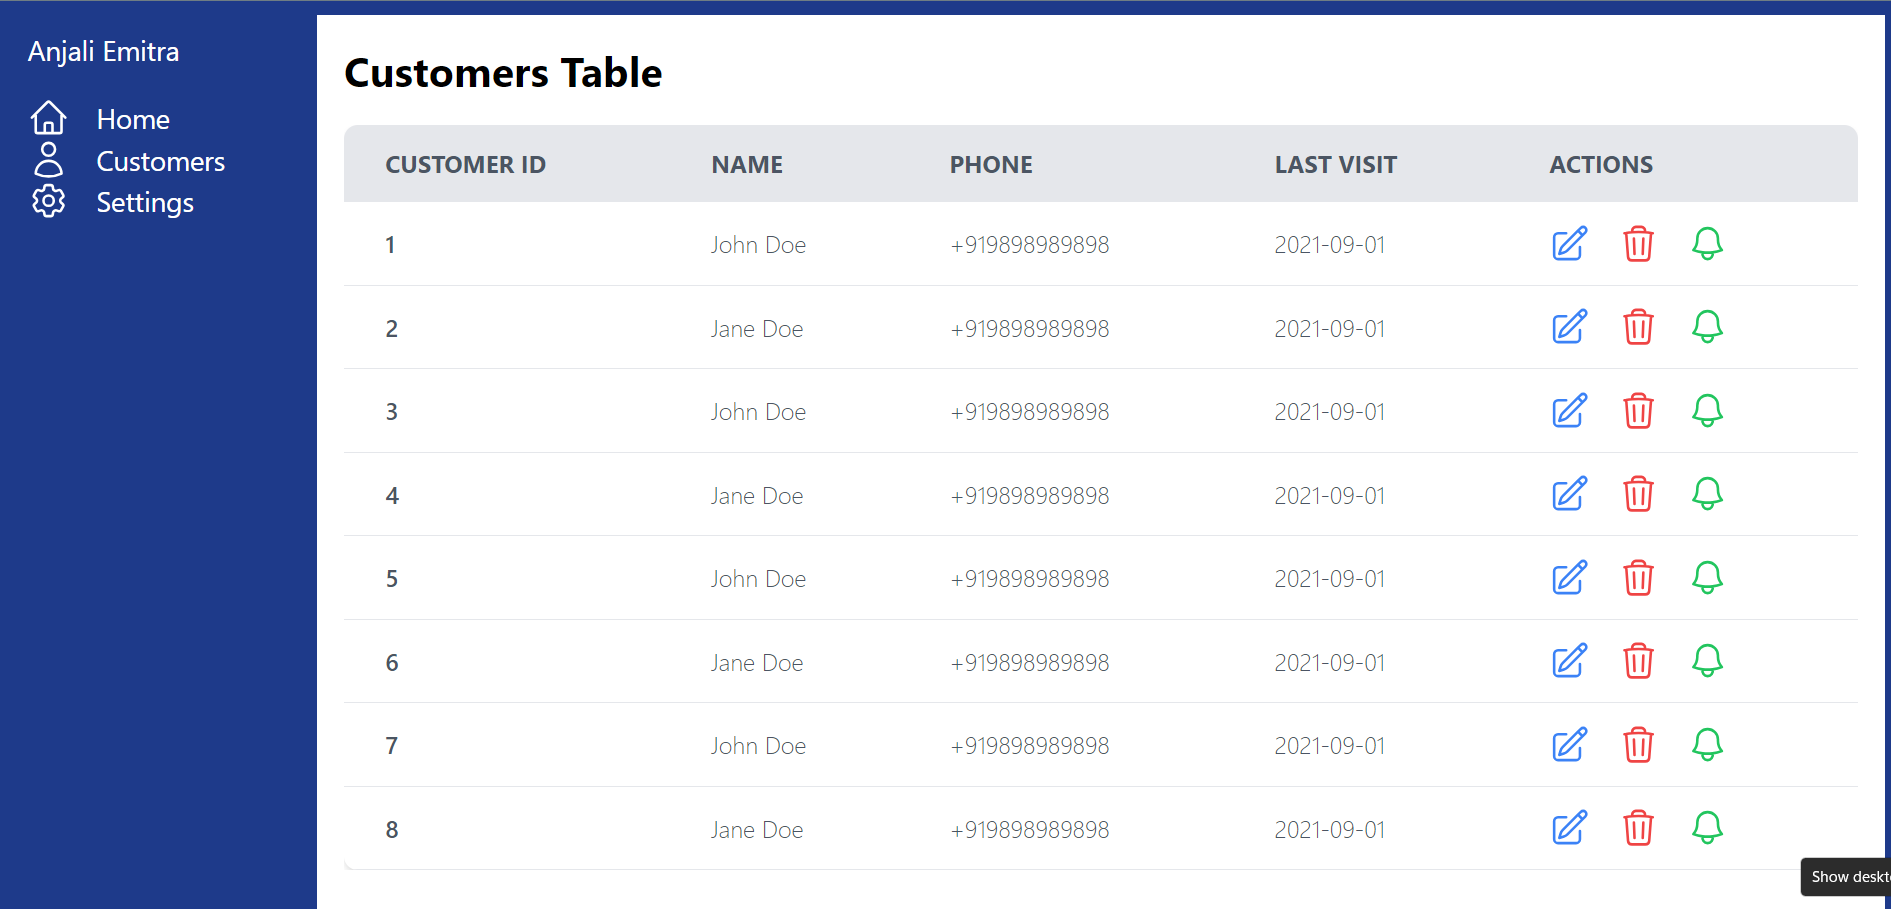 Anjali Emitra
Home
Customers
Settings
Customers Table
CUSTOMER ID NAME PHONE LAST VISIT ACTIONS
1 John Doe +919898989898 2021-09-01
2 Jane Doe +919898989898 2021-09-01
3 John Doe +919898989898 2021-09-01
4 Jane Doe +919898989898 2021-09-01
5 John Doe +919898989898 2021-09-01
6 Jane Doe +919898989898 2021-09-01
7 John Doe +919898989898 2021-09-01
8 Jane Doe +919898989898 2021-09-01
Show